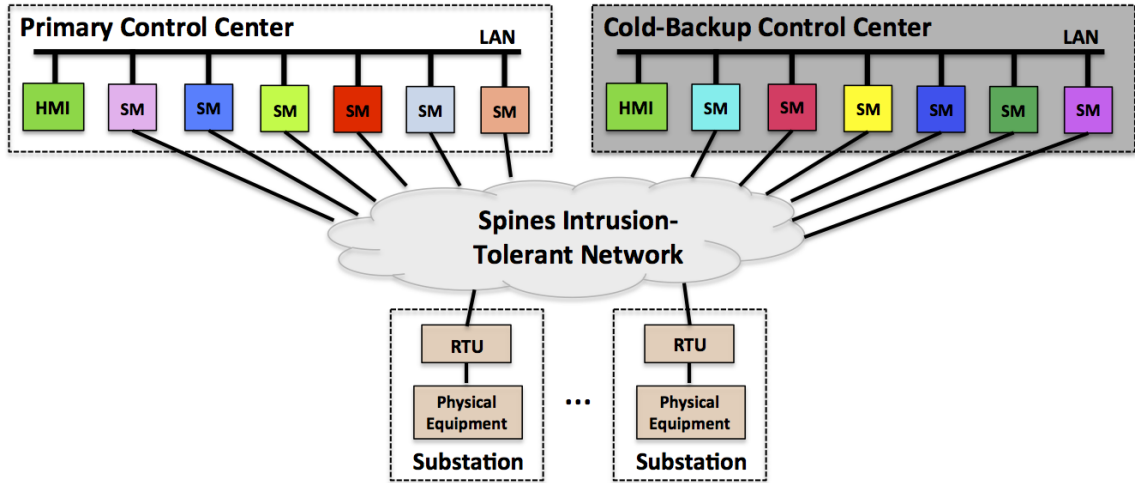 Primary Control Center
LAN
HMI
SM
SM
SM
SM
SM
SM
Cold-Backup Control Center
LAN
HMI
SM
SM
SM
SM
SM
SM
Spines Intrusion-
Tolerant Network
RTU
Physical
Equipment
Substation
...
RTU
Physical
Equipment
Substation